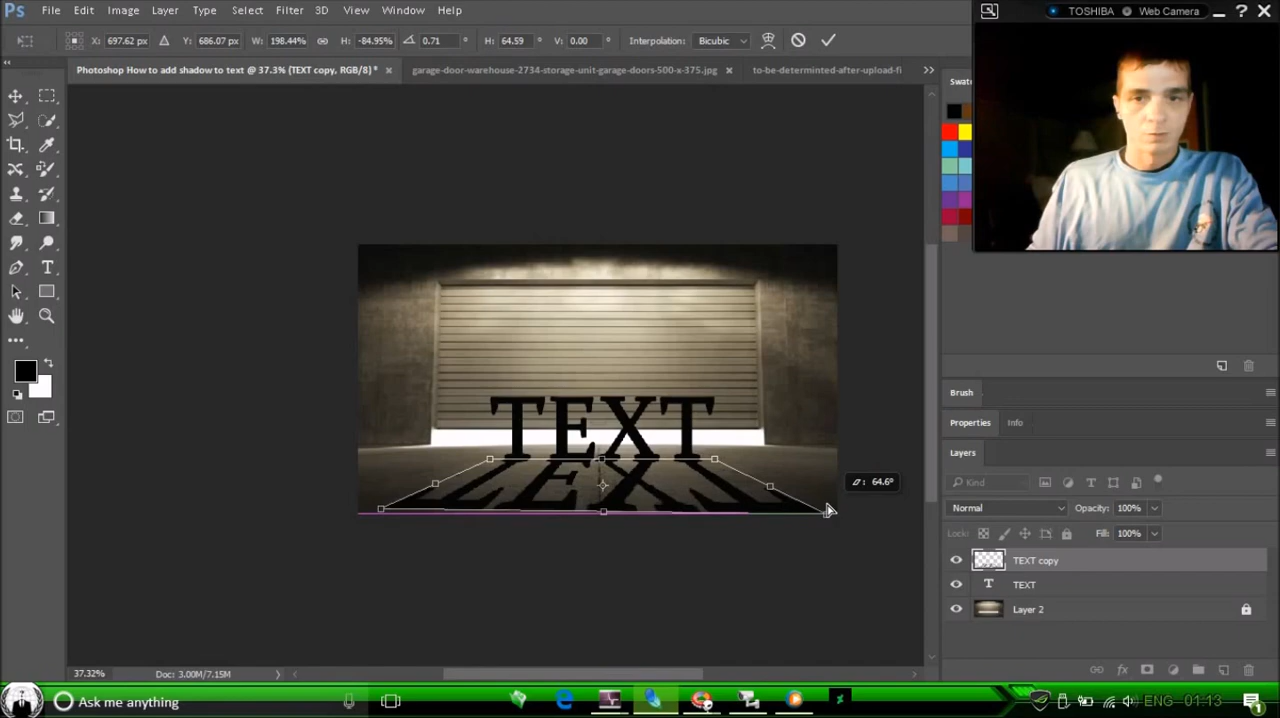 Ps File Edit Image Layer Type Select Filter 3D View Window Help
TOSHIBA Web Camera
X: 697.62 px Y: 686.07 px W: 198.44% H: -84.95% 0.71 ° H: 64.59 ° V: 0.00 ° Interpolation: Bicubic
Photoshop How to add shadow to text @ 37.3% (TEXT copy, RGB/8) * × garage-door-warehouse-2734-storage-unit-garage-doors-500-x-375.jpg × to-be-determinted-after-upload-fi
Swa
TEXT
TEXT
64.6°
Brush
Properties Info
Layers
Kind
Normal Opacity: 100%
Lock: Fill: 100%
TEXT copy
T TEXT
Layer 2
37.32% Doc: 3.00M/7.15M
Ask me anything
ENG 01:13
1